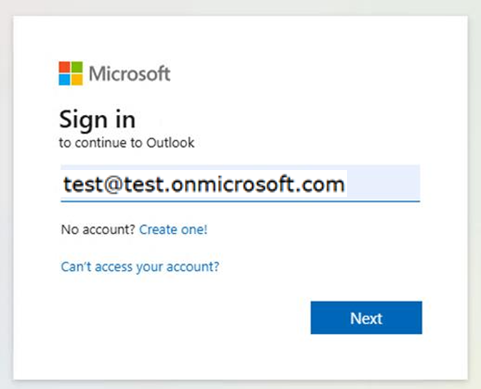 Microsoft
Sign in
to continue to Outlook
test@test.onmicrosoft.com
No account? Create one!
Can't access your account?
Next